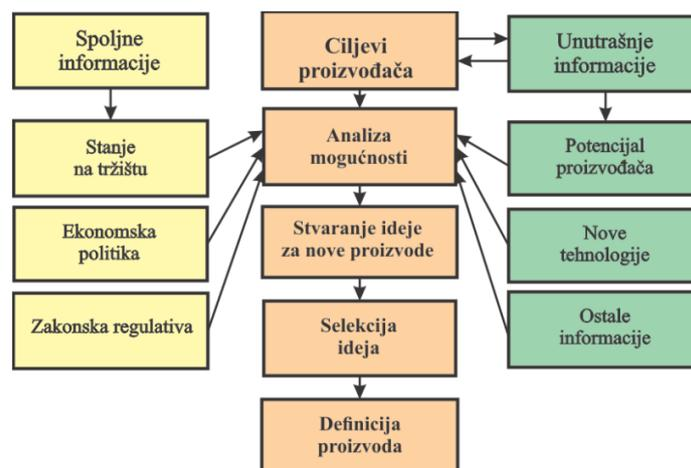 Spoljne
informacije
Ciljevi
proizvođača
Unutrašnje
informacije
Stanje
na tržištu
Analiza
mogućnosti
Potencijal
proizvođača
Ekonomska
politika
Stvaranje ideje
za nove proizvode
Nove
tehnologije
Zakonska regulativa
Selekcija
ideja
Ostale
informacije
Definicija
proizvoda